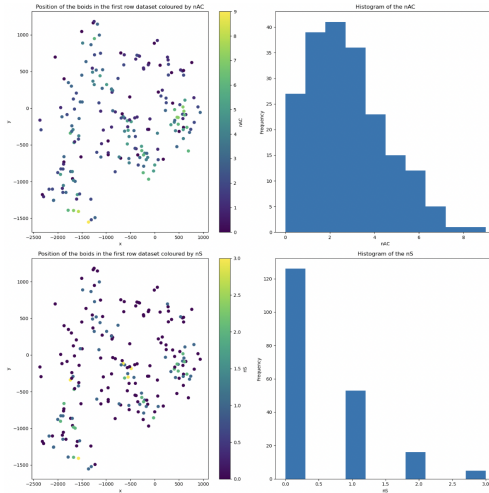 Position of the boids in the first row dataset coloured by nAC
1000
500
0
−500
−1000
−1500
y
−2500 −2000 −1500 −1000 −500 0 500 1000
x
9
8
7
6
5
4
3
2
1
0
nAC
Histogram of the nAC
40
35
30
25
20
15
10
5
0
Frequency
0 2 4 6 8
nAC
Position of the boids in the first row dataset coloured by nS
1000
500
0
−500
−1000
−1500
y
−2500 −2000 −1500 −1000 −500 0 500 1000
x
3.0
2.5
2.0
1.5
1.0
0.5
0.0
nS
Histogram of the nS
120
100
80
60
40
20
0
Frequency
0.0 0.5 1.0 1.5 2.0 2.5 3.0
nS